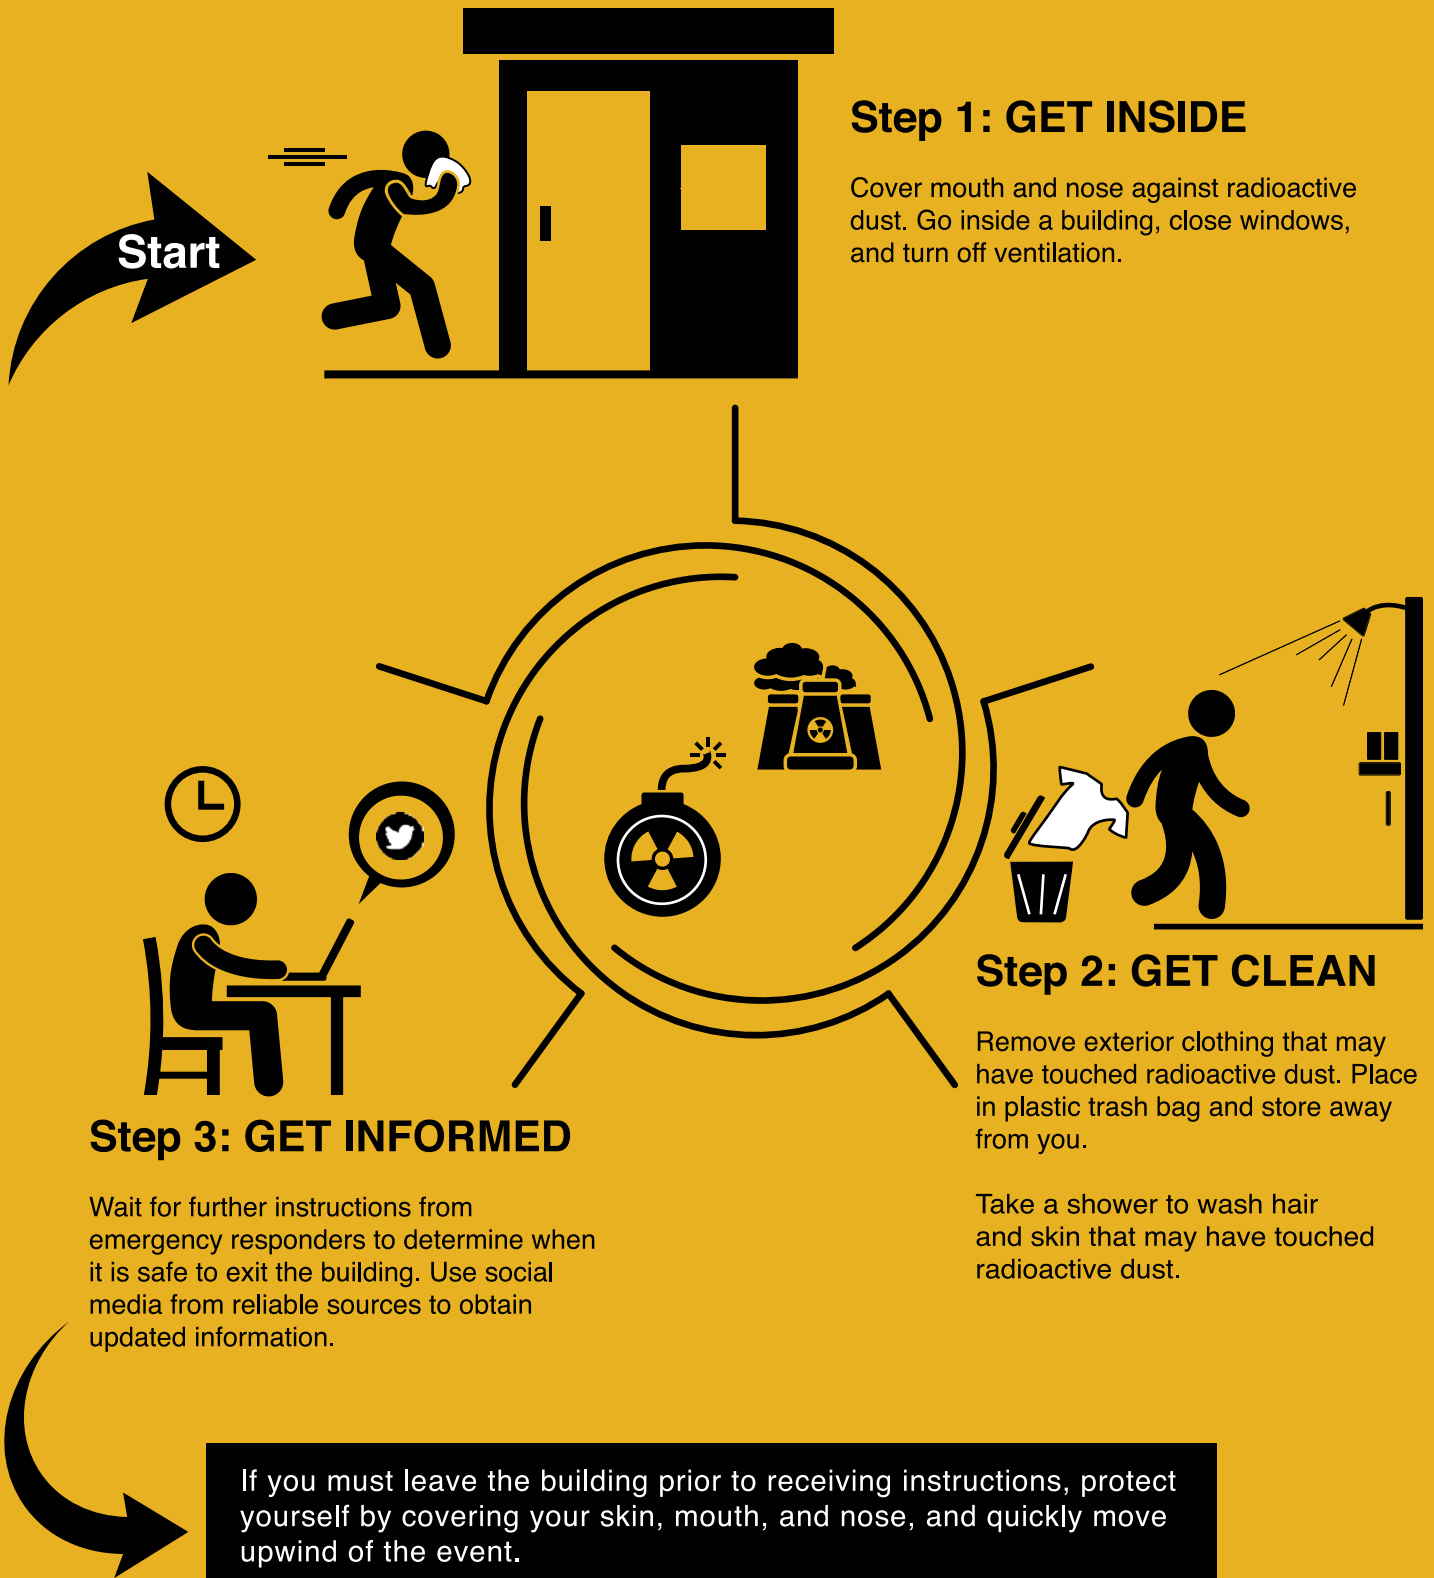 Start
Step 1: GET INSIDE
Cover mouth and nose against radioactive
dust. Go inside a building, close windows,
and turn off ventilation.
Step 2: GET CLEAN
Remove exterior clothing that may
have touched radioactive dust. Place
in plastic trash bag and store away
from you.
Take a shower to wash hair
and skin that may have touched
radioactive dust.
Step 3: GET INFORMED
Wait for further instructions from
emergency responders to determine when
it is safe to exit the building. Use social
media from reliable sources to obtain
updated information.
If you must leave the building prior to receiving instructions, protect
yourself by covering your skin, mouth, and nose, and quickly move
upwind of the event.